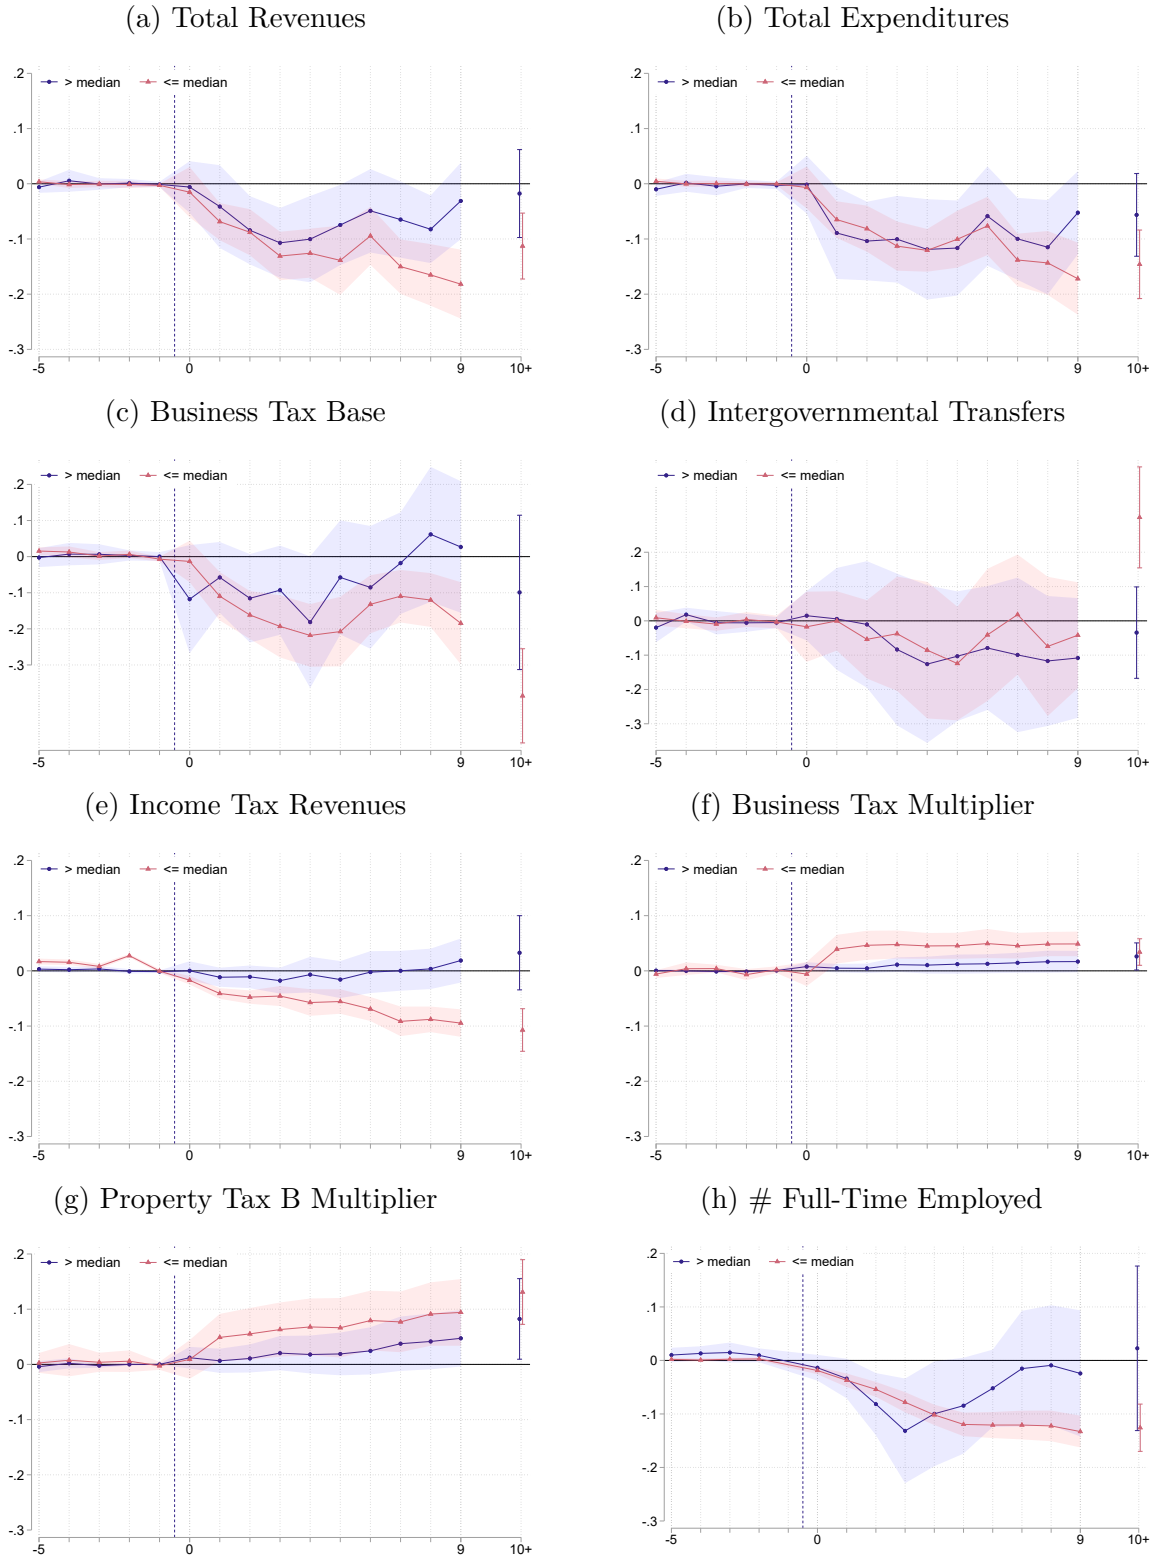 (a) Total Revenues
> median <= median
.2
.1
0
-.1
-.2
-.3
-5 0 9 10+
(b) Total Expenditures
> median <= median
.2
.1
0
-.1
-.2
-.3
-5 0 9 10+
(c) Business Tax Base
> median <= median
.2
.1
0
-.1
-.2
-.3
-5 0 9 10+
(d) Intergovernmental Transfers
> median <= median
.2
.1
0
-.1
-.2
-.3
-5 0 9 10+
(e) Income Tax Revenues
> median <= median
.2
.1
0
-.1
-.2
-.3
-5 0 9 10+
(f) Business Tax Multiplier
> median <= median
.2
.1
0
-.1
-.2
-.3
-5 0 9 10+
(g) Property Tax B Multiplier
> median <= median
.2
.1
0
-.1
-.2
-.3
-5 0 9 10+
(h) # Full-Time Employed
> median <= median
.2
.1
0
-.1
-.2
-.3
-5 0 9 10+